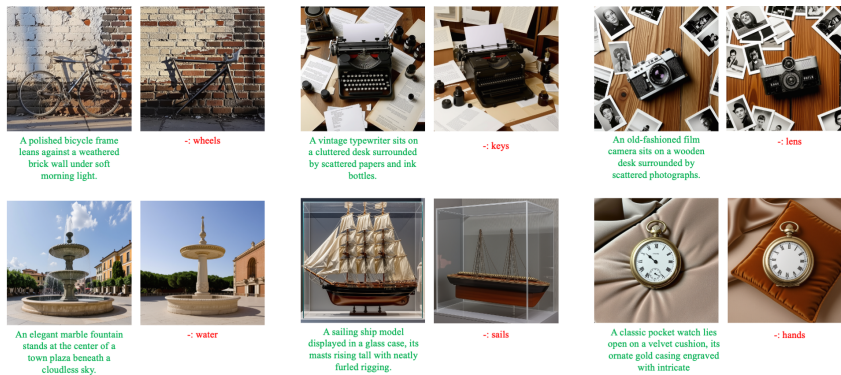 A polished bicycle frame
leans against a weathered
brick wall under soft
morning light.
-: wheels
A vintage typewriter sits on
a cluttered desk surrounded
by scattered papers and ink
bottles.
-: keys
An old-fashioned film
camera sits on a wooden
desk surrounded by
scattered photographs.
-: lens
An elegant marble fountain
stands at the center of a
town plaza beneath a
cloudless sky.
-: water
A sailing ship model
displayed in a glass case, its
masts rising tall with neatly
furled rigging.
-: sails
A classic pocket watch lies
open on a velvet cushion, its
ornate gold casing engraved
with intricate
-: hands